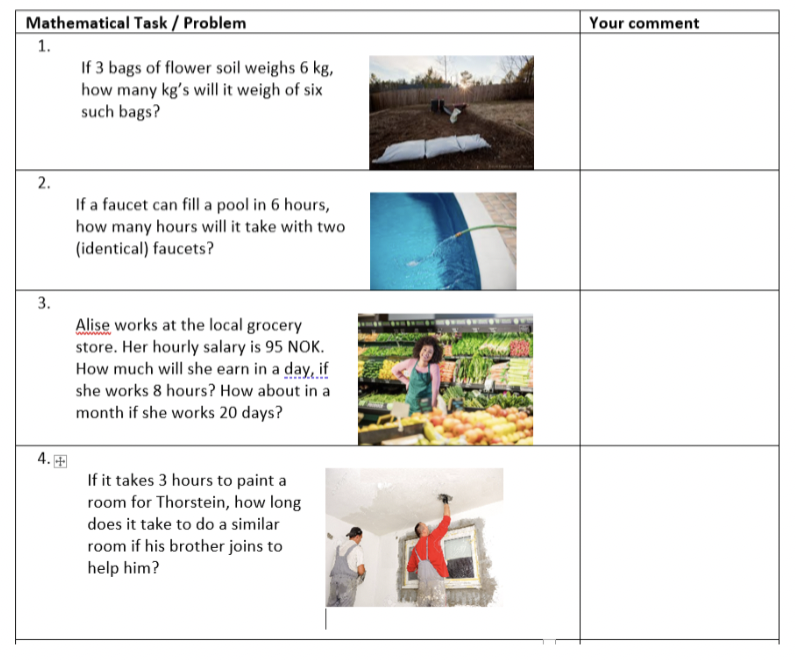 Mathematical Task / Problem
Your comment
1.
If 3 bags of flower soil weighs 6 kg,
how many kg's will it weigh of six
such bags?
2.
If a faucet can fill a pool in 6 hours,
how many hours will it take with two
(identical) faucets?
3.
Alise works at the local grocery
store. Her hourly salary is 95 NOK.
How much will she earn in a day, if
she works 8 hours? How about in a
month if she works 20 days?
4.
If it takes 3 hours to paint a
room for Thorstein, how long
does it take to do a similar
room if his brother joins to
help him?